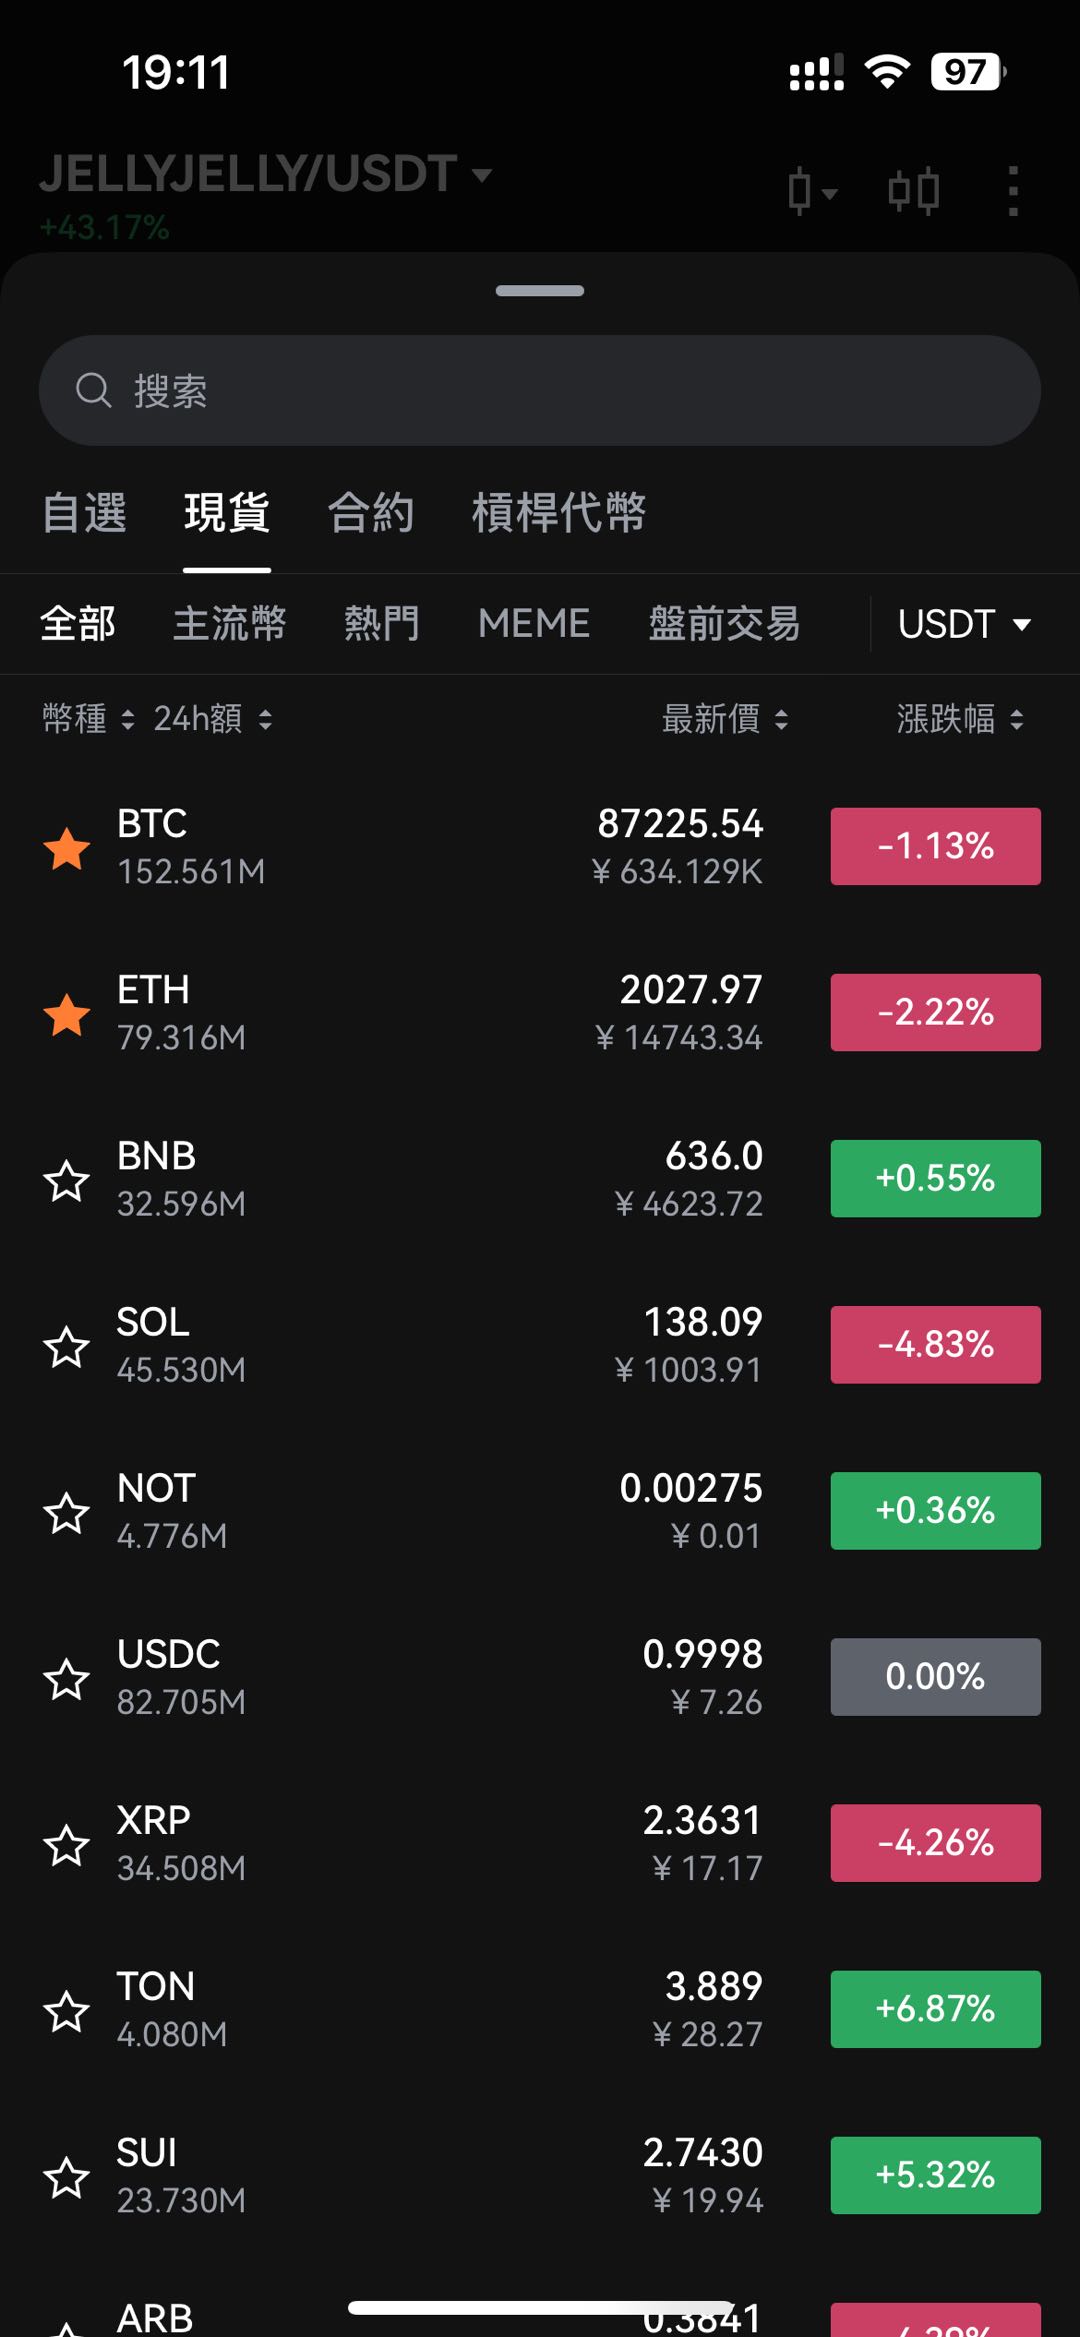 19:11
97
JELLYJELLY/USDT
+43.17%
搜索
自選 現貨 合約 槓桿代幣
全部 主流幣 熱門 MEME 盤前交易 USDT
幣種 24h額 最新價 漲跌幅
BTC 87225.54 -1.13%
152.561M ¥ 634.129K
ETH 2027.97 -2.22%
79.316M ¥ 14743.34
BNB 636.0 +0.55%
32.596M ¥ 4623.72
SOL 138.09 -4.83%
45.530M ¥ 1003.91
NOT 0.00275 +0.36%
4.776M ¥ 0.01
USDC 0.9998 0.00%
82.705M ¥ 7.26
XRP 2.3631 -4.26%
34.508M ¥ 17.17
TON 3.889 +6.87%
4.080M ¥ 28.27
SUI 2.7430 +5.32%
23.730M ¥ 19.94
ARB 0.3841